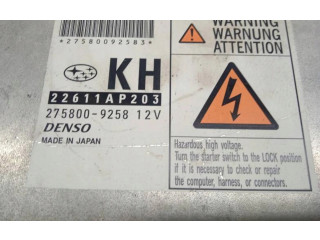 *27580092583*
KH
22611AP203
275800-9258 12V
DENSO
MADE IN JAPAN
WARNING
WARNUNG
ATTENTION
Hazardous high voltage.
Turn the starter switch to the LOCK position
if it is necessary to check or repair
the computer, harness, or connectors.